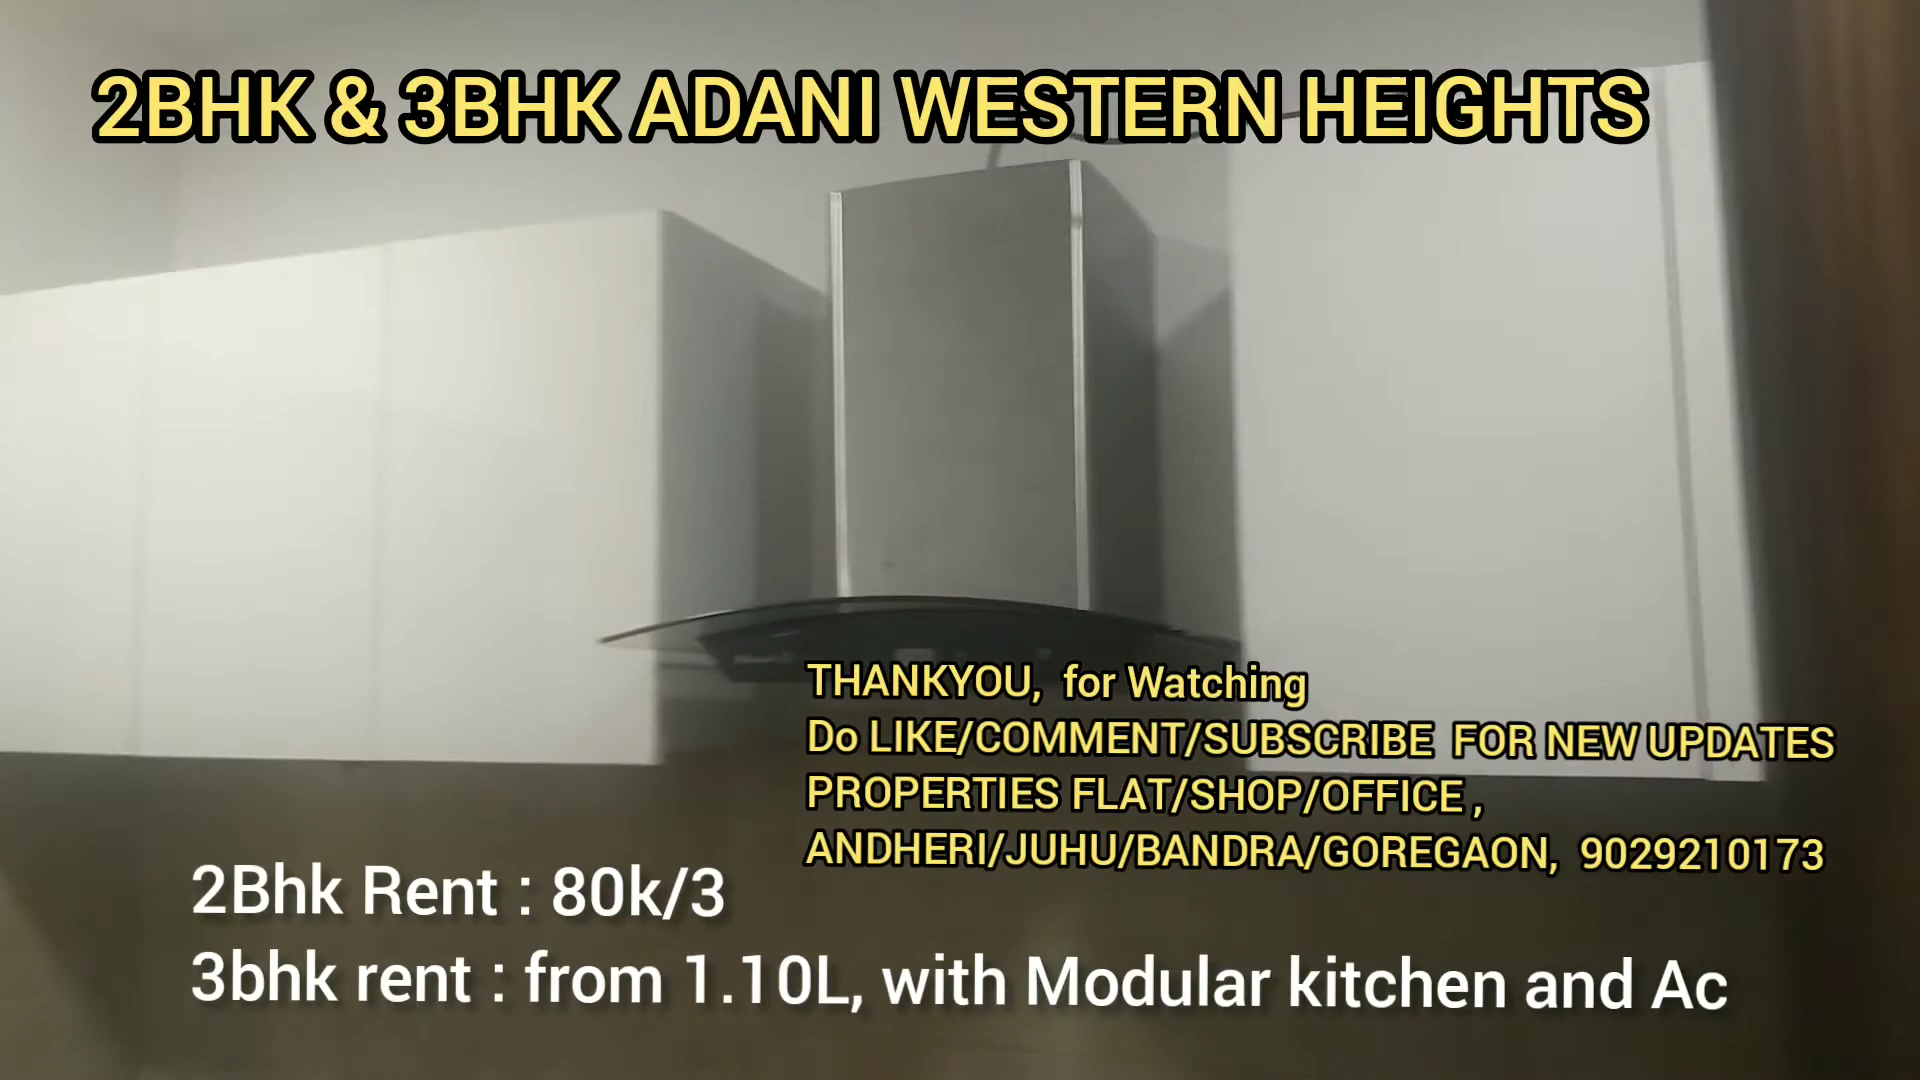 2BHK & 3BHK ADANI WESTERN HEIGHTS
THANKYOU, for Watching
Do LIKE/COMMENT/SUBSCRIBE FOR NEW UPDATES
PROPERTIES FLAT/SHOP/OFFICE ,
ANDHERI/JUHU/BANDRA/GOREGAON, 9029210173
2Bhk Rent : 80k/3
3bhk rent : from 1.10L, with Modular kitchen and Ac